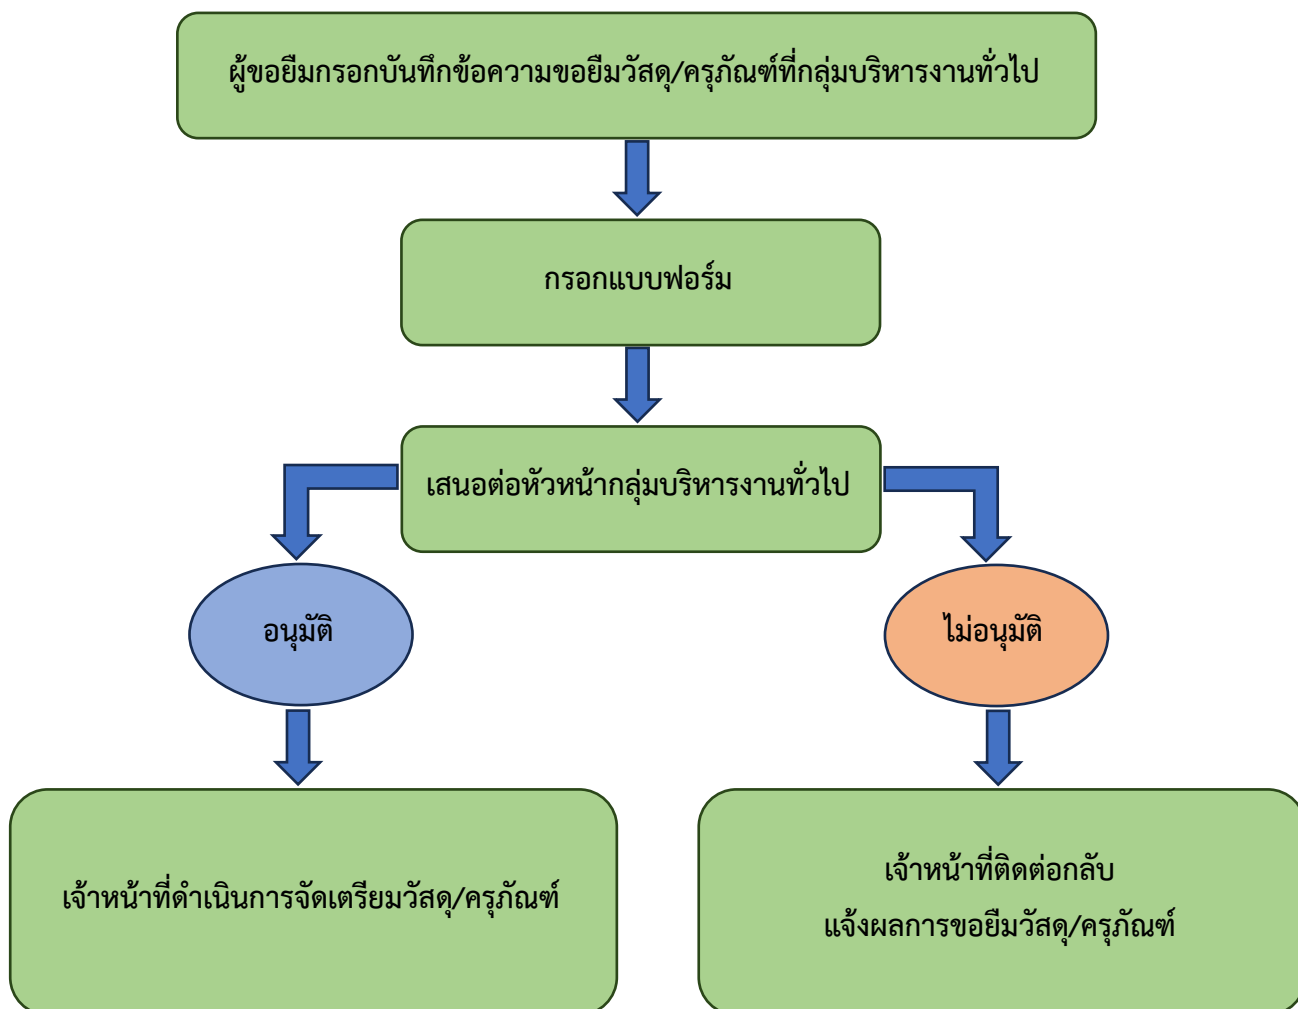 ผู้ขอยืมกรอกบันทึกข้อความขอยืมวัสดุ/ครุภัณฑ์ที่กลุ่มบริหารงานทั่วไป
กรอกแบบฟอร์ม
เสนอต่อหัวหน้ากลุ่มบริหารงานทั่วไป
อนุมัติ
ไม่อนุมัติ
เจ้าหน้าที่ดำเนินการจัดเตรียมวัสดุ/ครุภัณฑ์
เจ้าหน้าที่ติดต่อกลับ
แจ้งผลการขอยืมวัสดุ/ครุภัณฑ์